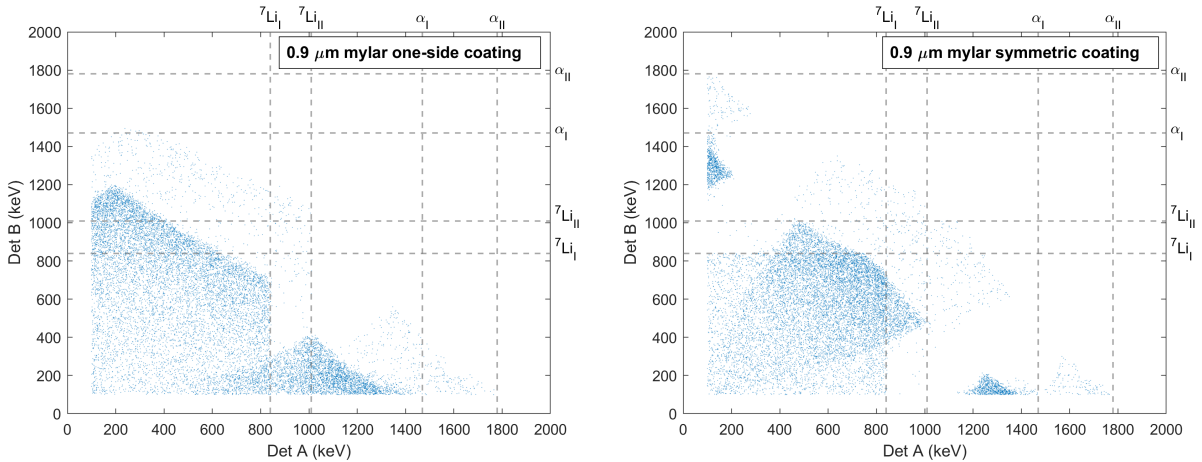 ⁷Li_I ⁷Li_II α_I α_II
2000
0.9 μm mylar one-side coating
1800 α_II
1600
1400 α_I
1200
1000 ⁷Li_II
800 ⁷Li_I
600
400
200
0
0 200 400 600 800 1000 1200 1400 1600 1800 2000
Det A (keV)
Det B (keV)
⁷Li_I ⁷Li_II α_I α_II
2000
0.9 μm mylar symmetric coating
1800 α_II
1600
1400 α_I
1200
1000 ⁷Li_II
800 ⁷Li_I
600
400
200
0
0 200 400 600 800 1000 1200 1400 1600 1800 2000
Det A (keV)
Det B (keV)